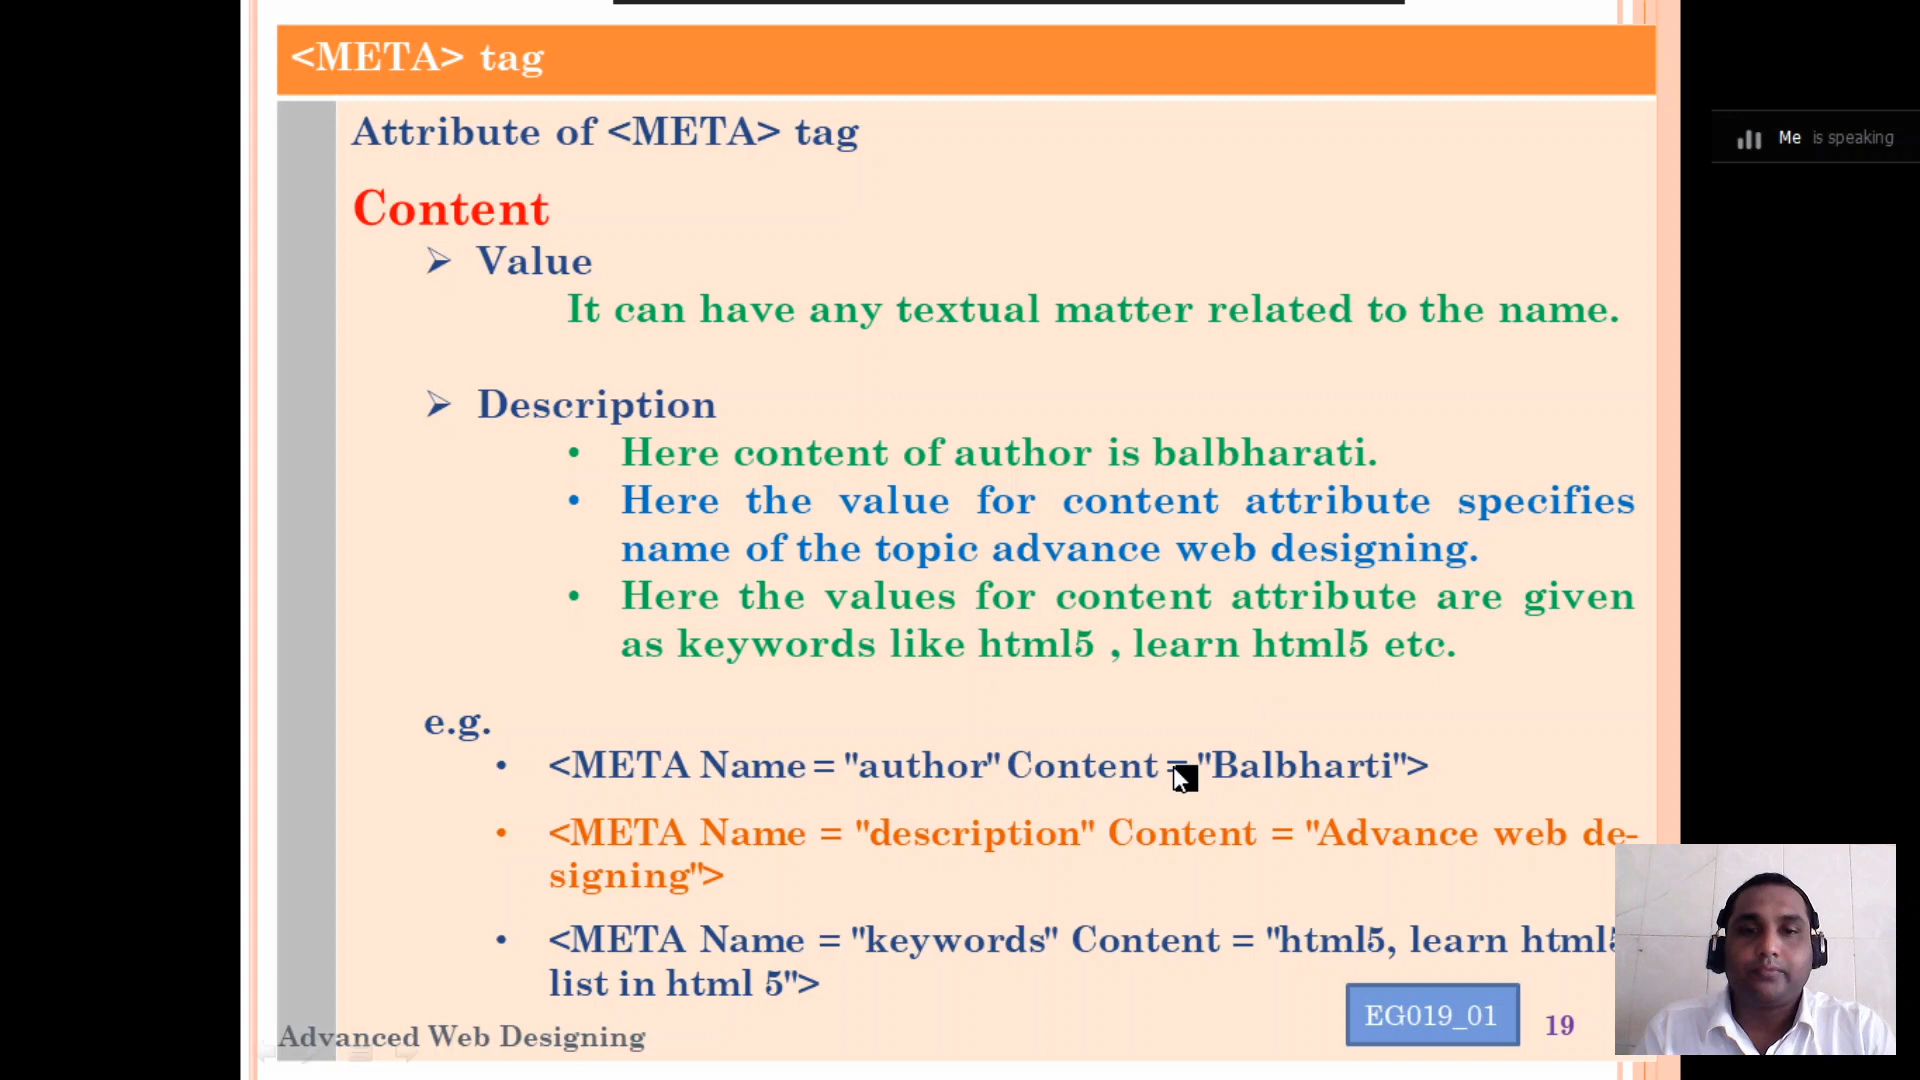 <META> tag
Attribute of <META> tag
Me is speaking
Content
➢ Value
It can have any textual matter related to the name.
➢ Description
• Here content of author is balbharati.
• Here the value for content attribute specifies
name of the topic advance web designing.
• Here the values for content attribute are given
as keywords like html5 , learn html5 etc.
e.g.
• <META Name = "author" Content = "Balbharti">
• <META Name = "description" Content = "Advance web de-
signing">
• <META Name = "keywords" Content = "html5, learn html5
list in html 5">
EG019_01
19
Advanced Web Designing